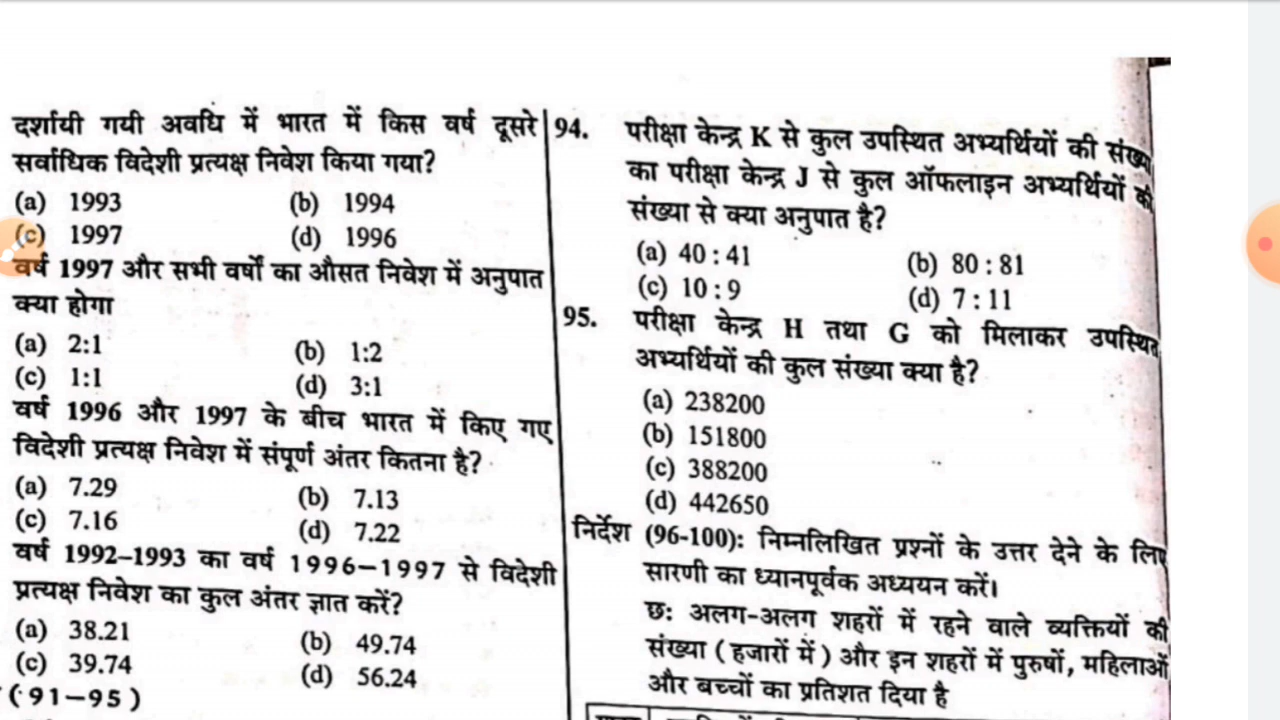 दर्शायी गयी अवधि में भारत में किस वर्ष दूसरे
सर्वाधिक विदेशी प्रत्यक्ष निवेश किया गया?
(a) 1993 (b) 1994
(c) 1997 (d) 1996
वर्ष 1997 और सभी वर्षों का औसत निवेश में अनुपात
क्या होगा
(a) 2:1 (b) 1:2
(c) 1:1 (d) 3:1
वर्ष 1996 और 1997 के बीच भारत में किए गए
विदेशी प्रत्यक्ष निवेश में संपूर्ण अंतर कितना है?
(a) 7.29 (b) 7.13
(c) 7.16 (d) 7.22
वर्ष 1992–1993 का वर्ष 1996–1997 से विदेशी
प्रत्यक्ष निवेश का कुल अंतर ज्ञात करें?
(a) 38.21 (b) 49.74
(c) 39.74 (d) 56.24
(91–95)
94. परीक्षा केन्द्र K से कुल उपस्थित अभ्यर्थियों की संख्या
का परीक्षा केन्द्र J से कुल ऑफलाइन अभ्यर्थियों की
संख्या से क्या अनुपात है?
(a) 40 : 41 (b) 80 : 81
(c) 10 : 9 (d) 7 : 11
95. परीक्षा केन्द्र H तथा G को मिलाकर उपस्थित
अभ्यर्थियों की कुल संख्या क्या है?
(a) 238200
(b) 151800
(c) 388200
(d) 442650
निर्देश (96-100): निम्नलिखित प्रश्नों के उत्तर देने के लिए
सारणी का ध्यानपूर्वक अध्ययन करें।
छ: अलग-अलग शहरों में रहने वाले व्यक्तियों की
संख्या (हजारों में) और इन शहरों में पुरुषों, महिलाओं
और बच्चों का प्रतिशत दिया है